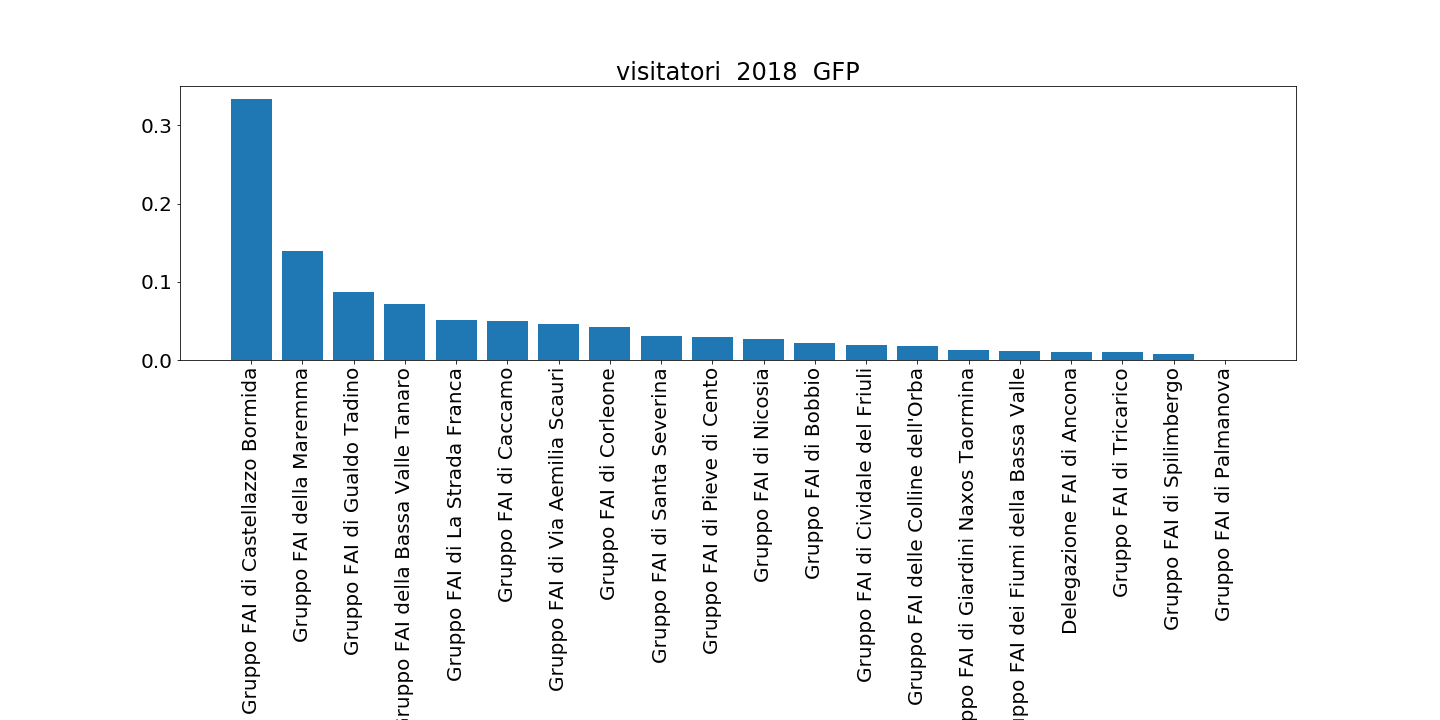 visitatori 2018 GFP
0.3
0.2
0.1
0.0
Gruppo FAI di Castellazzo Bormida
Gruppo FAI della Maremma
Gruppo FAI di Gualdo Tadino
FAI della Bassa Valle Tanaro
Gruppo FAI di La Strada Franca
Gruppo FAI di Caccamo
Gruppo FAI di Via Aemilia Scauri
Gruppo FAI di Corleone
Gruppo FAI di Santa Severina
Gruppo FAI di Pieve di Cento
Gruppo FAI di Nicosia
Gruppo FAI di Bobbio
Gruppo FAI di Cividale del Friuli
Gruppo FAI delle Colline dell'Orba
FAI di Giardini Naxos Taormina
FAI dei Fiumi della Bassa Valle
Delegazione FAI di Ancona
Gruppo FAI di Tricarico
Gruppo FAI di Spilimbergo
Gruppo FAI di Palmanova